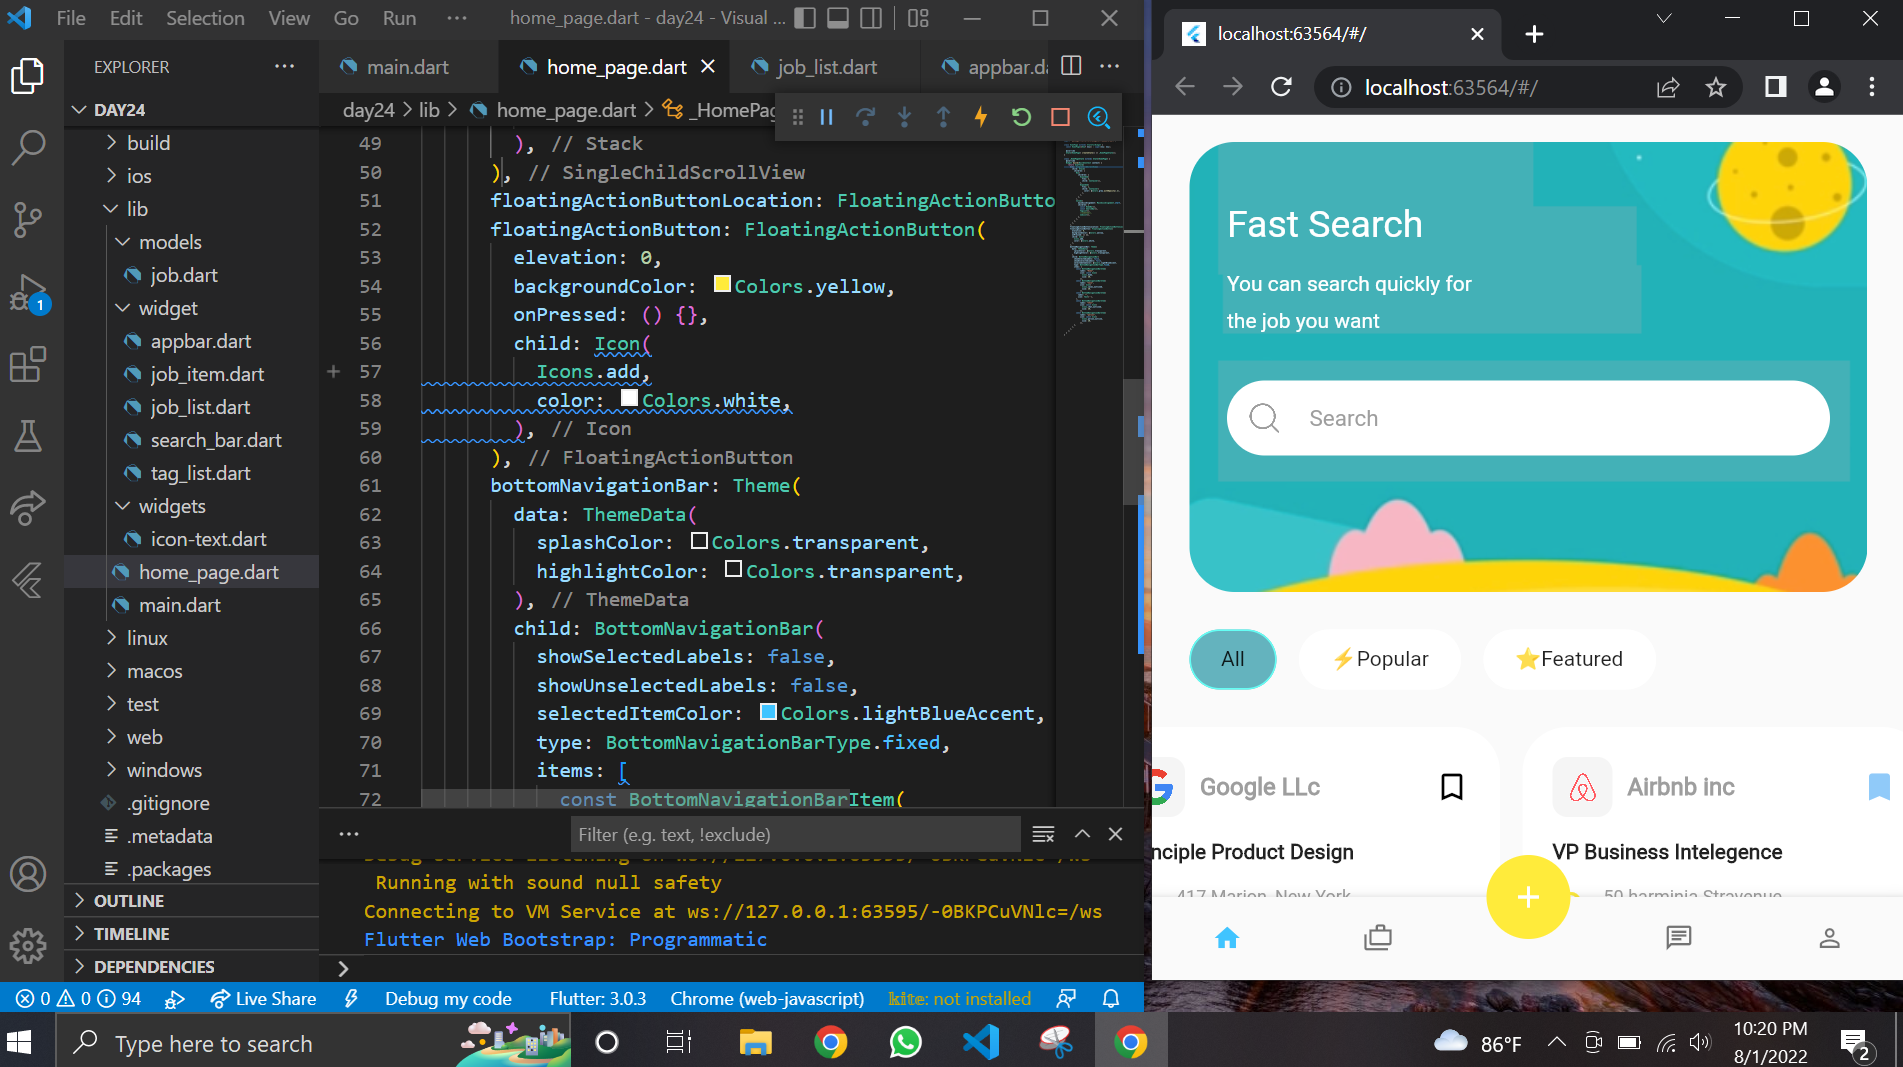 File Edit Selection View Go Run ··· home_page.dart - day24 - Visual ...
EXPLORER ···
DAY24
build
ios
lib
models
job.dart
widget
appbar.dart
job_item.dart
job_list.dart
search_bar.dart
tag_list.dart
widgets
icon-text.dart
home_page.dart
main.dart
linux
macos
test
web
windows
.gitignore
.metadata
.packages
OUTLINE
TIMELINE
DEPENDENCIES
1
main.dart home_page.dart job_list.dart appbar.da ···
day24 > lib > home_page.dart > _HomePag
49 ), // Stack
50 ), // SingleChildScrollView
51 floatingActionButtonLocation: FloatingActionButto
52 floatingActionButton: FloatingActionButton(
53 elevation: 0,
54 backgroundColor: Colors.yellow,
55 onPressed: () {},
56 child: Icon(
57 Icons.add,
58 color: Colors.white,
59 ), // Icon
60 ), // FloatingActionButton
61 bottomNavigationBar: Theme(
62 data: ThemeData(
63 splashColor: Colors.transparent,
64 highlightColor: Colors.transparent,
65 ), // ThemeData
66 child: BottomNavigationBar(
67 showSelectedLabels: false,
68 showUnselectedLabels: false,
69 selectedItemColor: Colors.lightBlueAccent,
70 type: BottomNavigationBarType.fixed,
71 items: [
72 const BottomNavigationBarItem(
··· Filter (e.g. text, !exclude)
Running with sound null safety
Connecting to VM Service at ws://127.0.0.1:63595/-0BKPCuVNlc=/ws
Flutter Web Bootstrap: Programmatic
0 0 94 Live Share Debug my code Flutter: 3.0.3 Chrome (web-javascript) kite: not installed
localhost:63564/#/
localhost:63564/#/
Fast Search
You can search quickly for
the job you want
Search
All ⚡Popular ⭐Featured
Google LLc Airbnb inc
nciple Product Design VP Business Intelegence
417 Marion, New York
Type here to search 86°F 10:20 PM
8/1/2022 2